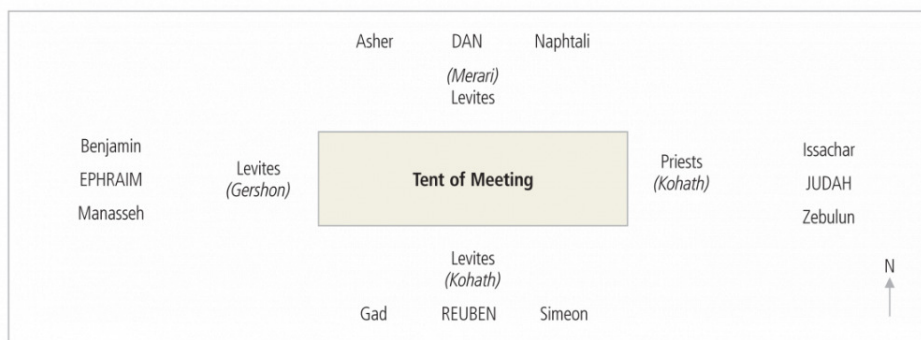 Asher DAN Naphtali
(Merari)
Levites
Benjamin
EPHRAIM
Manasseh
Levites
(Gershon)
Tent of Meeting
Priests
(Kohath)
Issachar
JUDAH
Zebulun
Levites
(Kohath)
Gad REUBEN Simeon
N